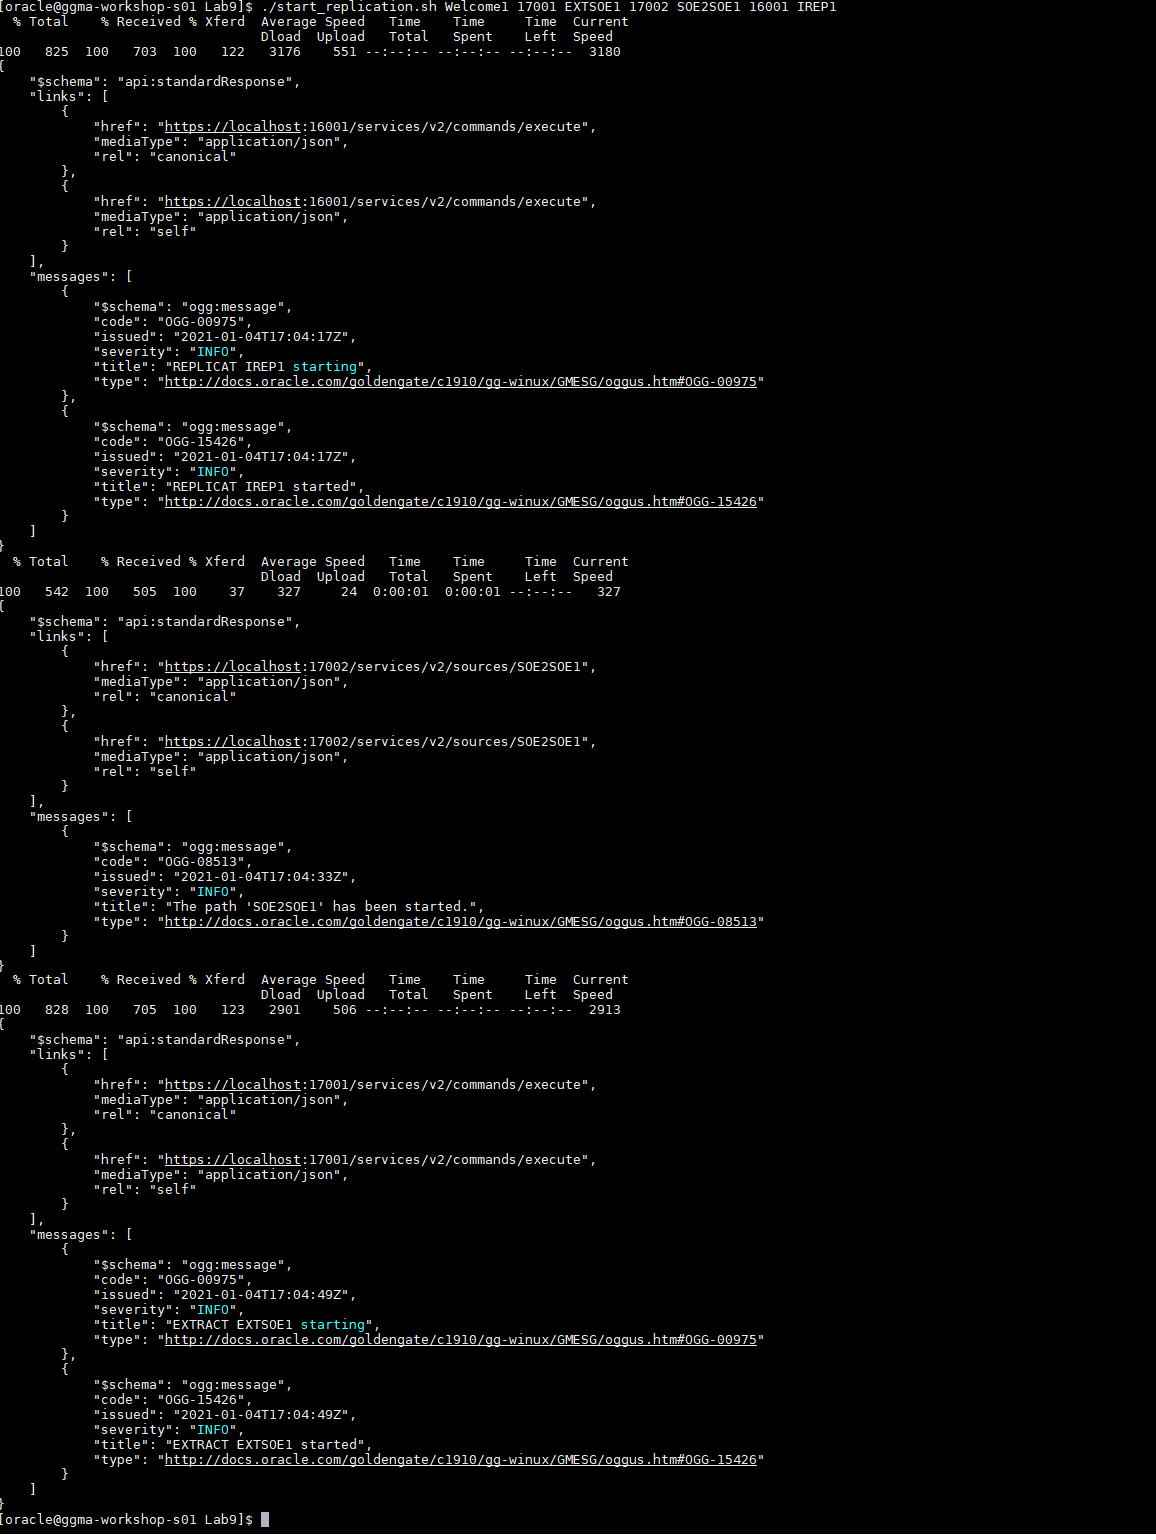 [oracle@ggma-workshop-s01 Lab9]$ ./start_replication.sh Welcome1 17001 EXTSOE1 17002 SOE2SOE1 16001 IREP1
  % Total    % Received % Xferd  Average Speed   Time    Time     Time  Current
                                 Dload  Upload   Total   Spent    Left  Speed
100   825  100   703  100   122   3176    551 --:--:-- --:--:-- --:--:--  3180
{
    "$schema": "api:standardResponse",
    "links": [
        {
            "href": "https://localhost:16001/services/v2/commands/execute",
            "mediaType": "application/json",
            "rel": "canonical"
        },
        {
            "href": "https://localhost:16001/services/v2/commands/execute",
            "mediaType": "application/json",
            "rel": "self"
        }
    ],
    "messages": [
        {
            "$schema": "ogg:message",
            "code": "OGG-00975",
            "issued": "2021-01-04T17:04:17Z",
            "severity": "INFO",
            "title": "REPLICAT IREP1 starting",
            "type": "http://docs.oracle.com/goldengate/c1910/gg-winux/GMESG/oggus.htm#OGG-00975"
        },
        {
            "$schema": "ogg:message",
            "code": "OGG-15426",
            "issued": "2021-01-04T17:04:17Z",
            "severity": "INFO",
            "title": "REPLICAT IREP1 started",
            "type": "http://docs.oracle.com/goldengate/c1910/gg-winux/GMESG/oggus.htm#OGG-15426"
        }
    ]
}
  % Total    % Received % Xferd  Average Speed   Time    Time     Time  Current
                                 Dload  Upload   Total   Spent    Left  Speed
100   542  100   505  100    37    327     24  0:00:01  0:00:01 --:--:--   327
{
    "$schema": "api:standardResponse",
    "links": [
        {
            "href": "https://localhost:17002/services/v2/sources/SOE2SOE1",
            "mediaType": "application/json",
            "rel": "canonical"
        },
        {
            "href": "https://localhost:17002/services/v2/sources/SOE2SOE1",
            "mediaType": "application/json",
            "rel": "self"
        }
    ],
    "messages": [
        {
            "$schema": "ogg:message",
            "code": "OGG-08513",
            "issued": "2021-01-04T17:04:33Z",
            "severity": "INFO",
            "title": "The path 'SOE2SOE1' has been started.",
            "type": "http://docs.oracle.com/goldengate/c1910/gg-winux/GMESG/oggus.htm#OGG-08513"
        }
    ]
}
  % Total    % Received % Xferd  Average Speed   Time    Time     Time  Current
                                 Dload  Upload   Total   Spent    Left  Speed
100   828  100   705  100   123   2901    506 --:--:-- --:--:-- --:--:--  2913
{
    "$schema": "api:standardResponse",
    "links": [
        {
            "href": "https://localhost:17001/services/v2/commands/execute",
            "mediaType": "application/json",
            "rel": "canonical"
        },
        {
            "href": "https://localhost:17001/services/v2/commands/execute",
            "mediaType": "application/json",
            "rel": "self"
        }
    ],
    "messages": [
        {
            "$schema": "ogg:message",
            "code": "OGG-00975",
            "issued": "2021-01-04T17:04:49Z",
            "severity": "INFO",
            "title": "EXTRACT EXTSOE1 starting",
            "type": "http://docs.oracle.com/goldengate/c1910/gg-winux/GMESG/oggus.htm#OGG-00975"
        },
        {
            "$schema": "ogg:message",
            "code": "OGG-15426",
            "issued": "2021-01-04T17:04:49Z",
            "severity": "INFO",
            "title": "EXTRACT EXTSOE1 started",
            "type": "http://docs.oracle.com/goldengate/c1910/gg-winux/GMESG/oggus.htm#OGG-15426"
        }
    ]
}
[oracle@ggma-workshop-s01 Lab9]$